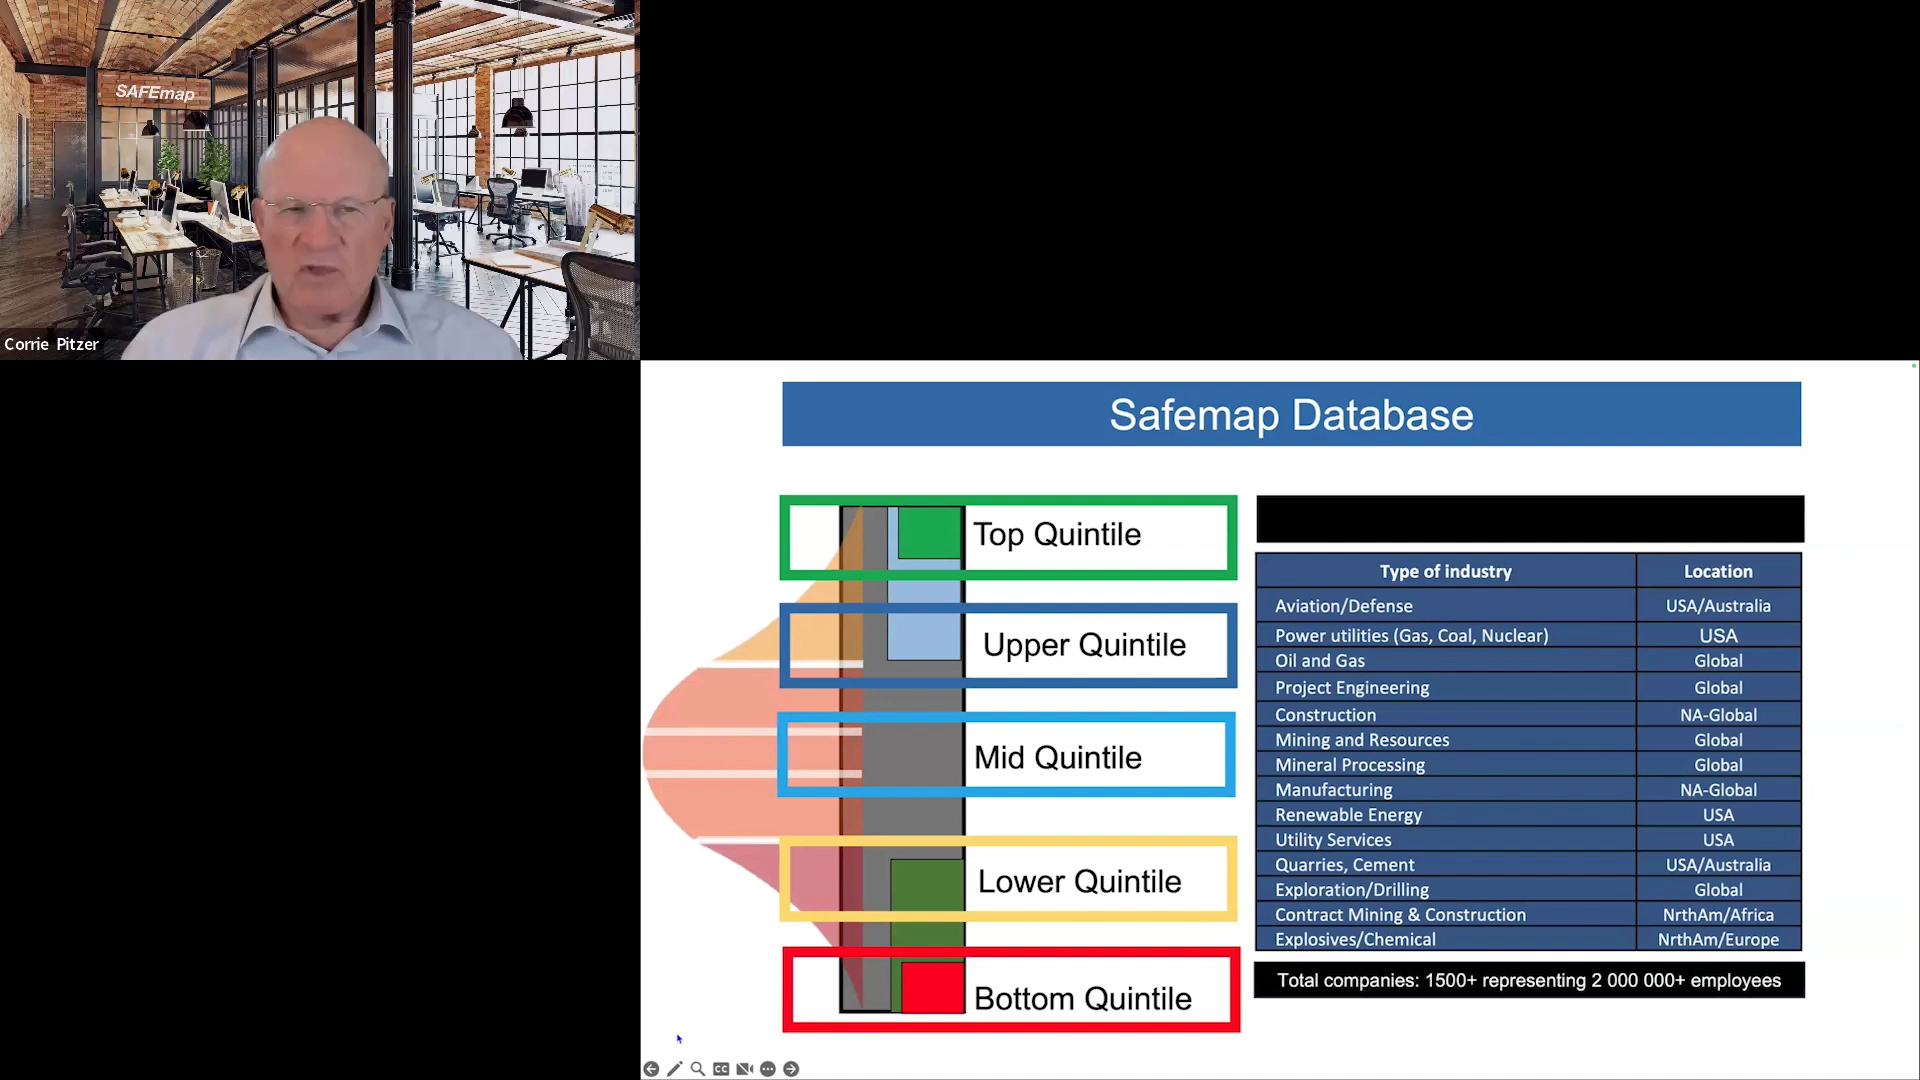 SAFEmap
Corrie Pitzer
Safemap Database
Top Quintile
Upper Quintile
Mid Quintile
Lower Quintile
Bottom Quintile
Type of industry Location
Aviation/Defense USA/Australia
Power utilities (Gas, Coal, Nuclear) USA
Oil and Gas Global
Project Engineering Global
Construction NA-Global
Mining and Resources Global
Mineral Processing Global
Manufacturing NA-Global
Renewable Energy USA
Utility Services USA
Quarries, Cement USA/Australia
Exploration/Drilling Global
Contract Mining & Construction NrthAm/Africa
Explosives/Chemical NrthAm/Europe
Total companies: 1500+ representing 2 000 000+ employees
CC